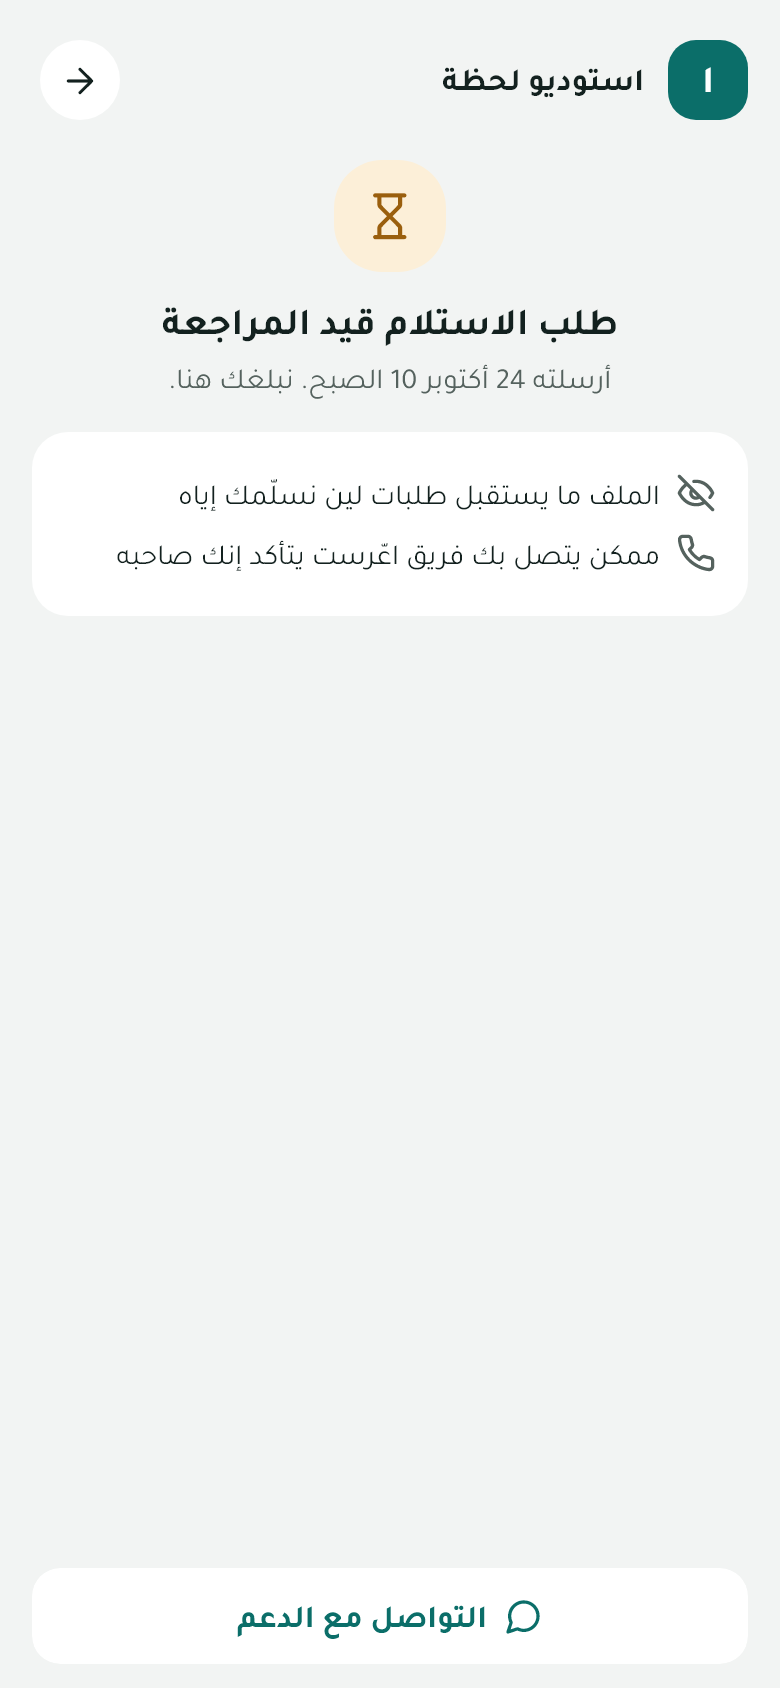 ا
استوديو لحظة
طلب الاستلام قيد المراجعة
أرسلته 24 أكتوبر 10 الصبح. نبلغك هنا.
الملف ما يستقبل طلبات لين نسلّمك إياه
ممكن يتصل بك فريق اعّرست يتأكد إنك صاحبه
التواصل مع الدعم